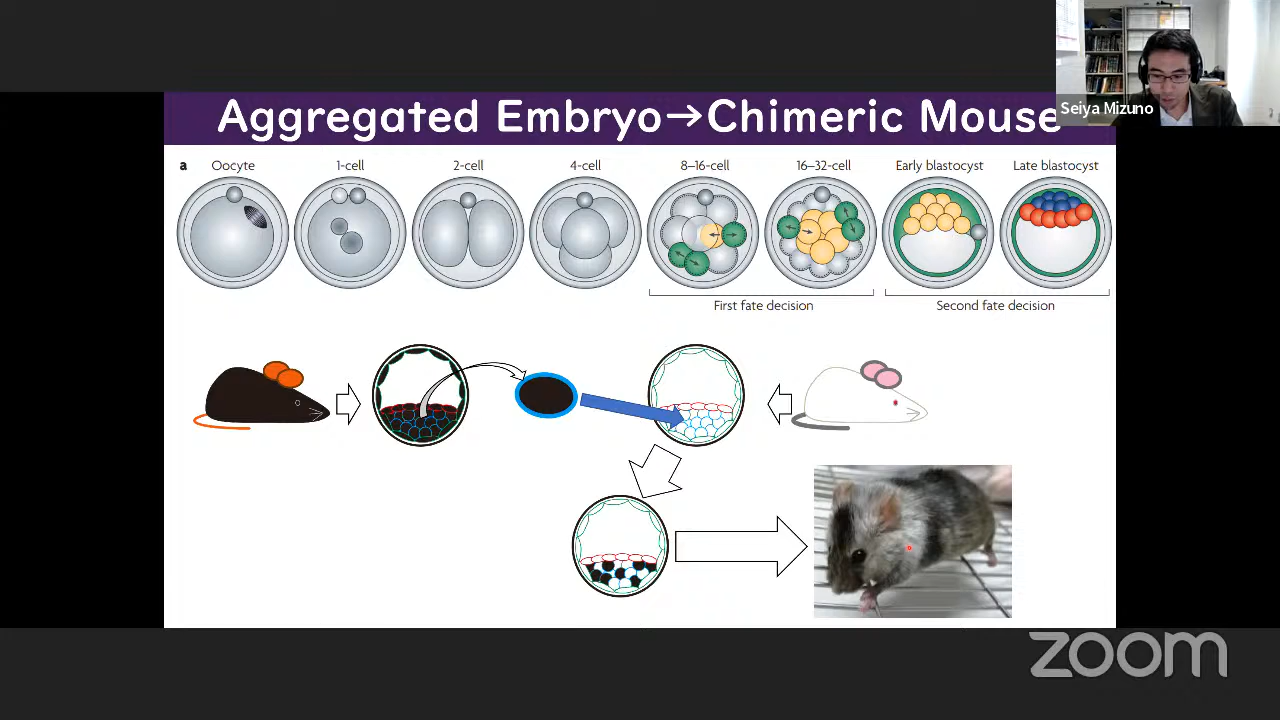 Aggregated Embryo→Chimeric Mouse
Seiya Mizuno
a Oocyte 1-cell 2-cell 4-cell 8–16-cell 16–32-cell Early blastocyst Late blastocyst
First fate decision Second fate decision
zoom